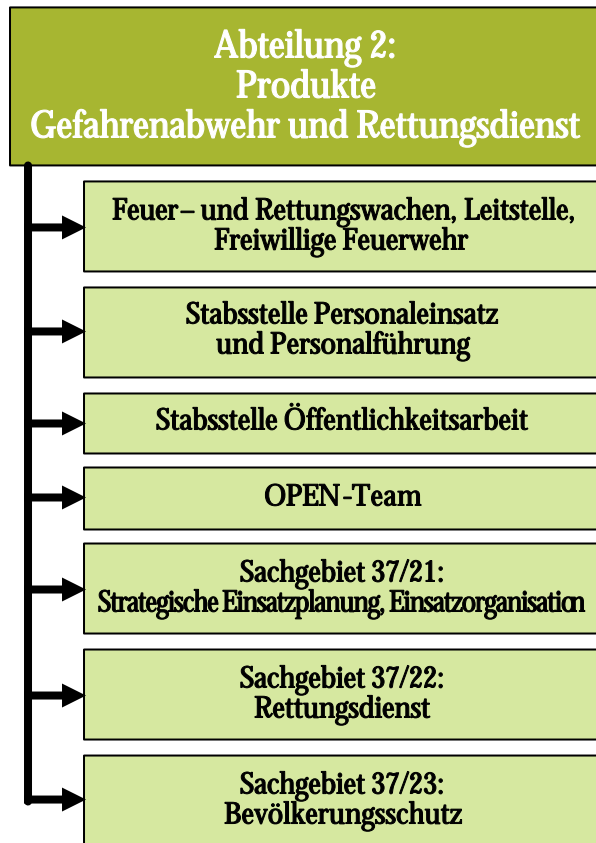 Abteilung 2:
Produkte
Gefahrenabwehr und Rettungsdienst
Feuer– und Rettungswachen, Leitstelle,
Freiwillige Feuerwehr
Stabsstelle Personaleinsatz
und Personalführung
Stabsstelle Öffentlichkeitsarbeit
OPEN-Team
Sachgebiet 37/21:
Strategische Einsatzplanung, Einsatzorganisation
Sachgebiet 37/22:
Rettungsdienst
Sachgebiet 37/23:
Bevölkerungsschutz